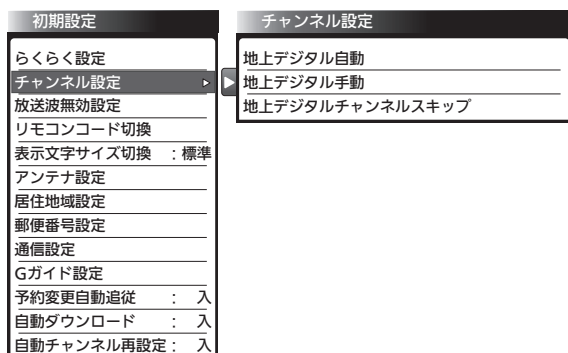 初期設定
らくらく設定
チャンネル設定
放送波無効設定
リモコンコード切換
表示文字サイズ切換 : 標準
アンテナ設定
居住地域設定
郵便番号設定
通信設定
Gガイド設定
予約変更自動追従 : 入
自動ダウンロード : 入
自動チャンネル再設定 : 入
チャンネル設定
地上デジタル自動
地上デジタル手動
地上デジタルチャンネルスキップ